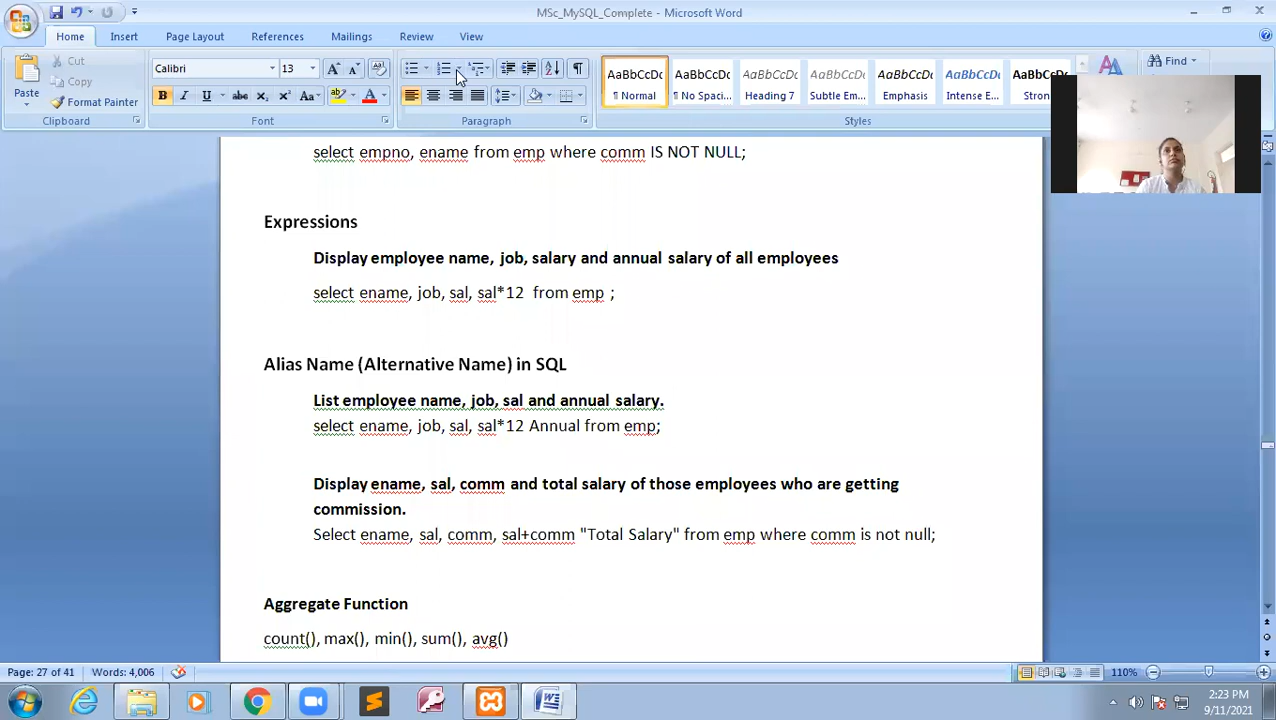 MSc_MySQL_Complete - Microsoft Word
Home Insert Page Layout References Mailings Review View
Cut
Copy
Paste
Format Painter
Calibri 13
AaBbCcDc AaBbCcDc AaBbCcDc AaBbCcDc AaBbCcDc AaBbCcDc AaBbCcDc
¶ Normal ¶ No Spaci... Heading 7 Subtle Em... Emphasis Intense E... Stron
Find
Clipboard Font Paragraph Styles
select empno, ename from emp where comm IS NOT NULL;
Expressions
Display employee name, job, salary and annual salary of all employees
select ename, job, sal, sal*12 from emp ;
Alias Name (Alternative Name) in SQL
List employee name, job, sal and annual salary.
select ename, job, sal, sal*12 Annual from emp;
Display ename, sal, comm and total salary of those employees who are getting
commission.
Select ename, sal, comm, sal+comm "Total Salary" from emp where comm is not null;
Aggregate Function
count(), max(), min(), sum(), avg()
Page: 27 of 41 Words: 4,006 110%
2:23 PM
9/11/2021